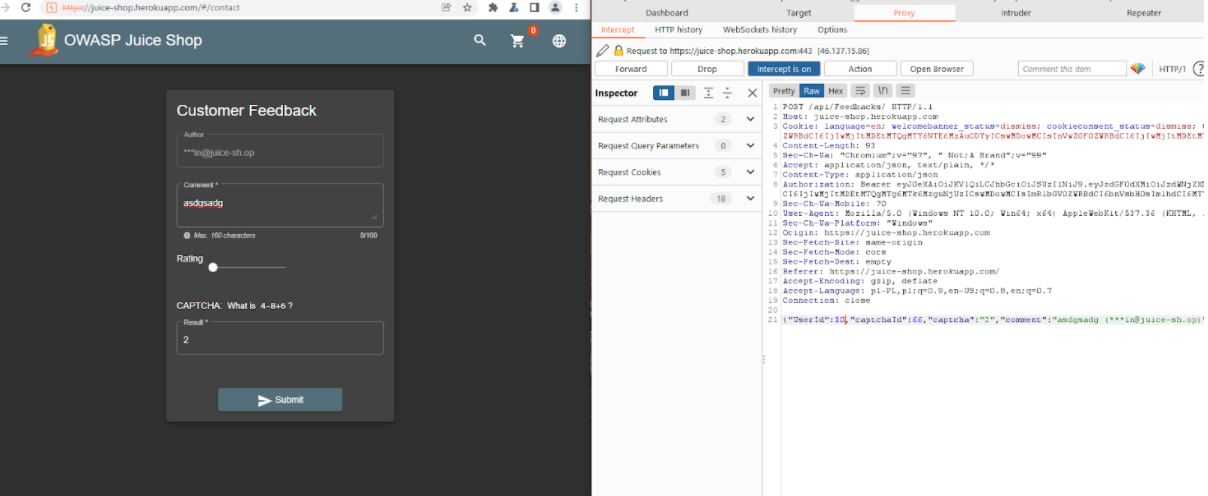 https://juice-shop.herokuapp.com/#/contact
OWASP Juice Shop
0
Customer Feedback
Author
***in@juice-sh.op
Comment *
asdgsadg
Max. 160 characters
8/160
Rating
CAPTCHA: What is 4-8+6 ?
Result *
2
Submit
Dashboard
Target
Proxy
Intruder
Repeater
Intercept
HTTP history
WebSockets history
Options
Request to https://juice-shop.herokuapp.com:443 [46.137.15.86]
Forward
Drop
Intercept is on
Action
Open Browser
Comment this item
HTTP/1
?
Inspector
Request Attributes 2
Request Query Parameters 0
Request Cookies 5
Request Headers 18
Pretty Raw Hex \n
1 POST /api/Feedbacks/ HTTP/1.1
2 Host: juice-shop.herokuapp.com
3 Cookie: language=en; welcomebanner_status=dismiss; cookieconsent_status=dismiss;
4 Content-Length: 93
5 Sec-Ch-Ua: "Chromium";v="97", " Not;A Brand";v="99"
6 Accept: application/json, text/plain, */*
7 Content-Type: application/json
8 Authorization: Bearer
9 Sec-Ch-Ua-Mobile: ?0
10 User-Agent: Mozilla/5.0 (Windows NT 10.0; Win64; x64) AppleWebKit/537.36 (KHTML,
11 Sec-Ch-Ua-Platform: "Windows"
12 Origin: https://juice-shop.herokuapp.com
13 Sec-Fetch-Site: same-origin
14 Sec-Fetch-Mode: cors
15 Sec-Fetch-Dest: empty
16 Referer: https://juice-shop.herokuapp.com/
17 Accept-Encoding: gzip, deflate
18 Accept-Language: pl-PL,pl;q=0.9,en-US;q=0.8,en;q=0.7
19 Connection: close
20
21 {"UserId":30,"captchaId":66,"captcha":"2","comment":"asdgsadg (***in@juice-sh.op)"